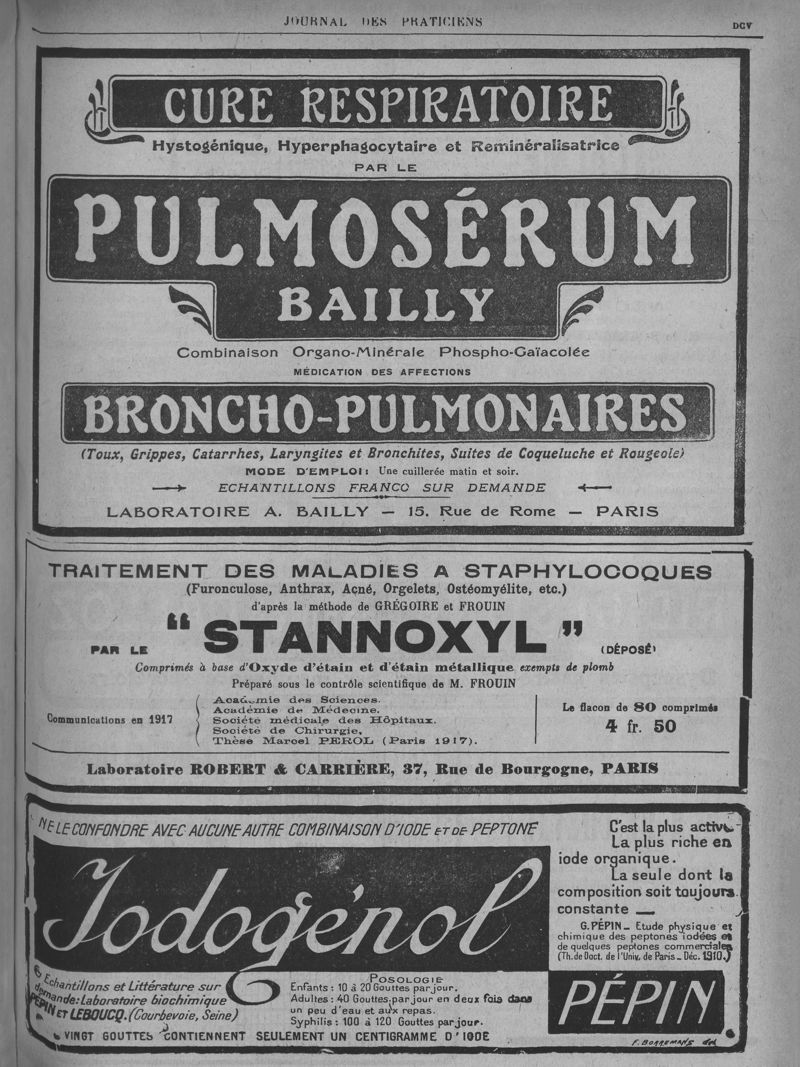 JOURNAL DES PRATICIENS
DCV
CURE RESPIRATOIRE
Hystogénique, Hyperphagocytaire et Reminéralisatrice
PAR LE
PULMOSÉRUM
BAILLY
Combinaison Organo-Minérale Phospho-Gaïacolée
MÉDICATION DES AFFECTIONS
BRONCHO-PULMONAIRES
(Toux, Grippes, Catarrhes, Laryngites et Bronchites, Suites de Coqueluche et Rougeole)
MODE D'EMPLOI: Une cuillerée matin et soir.
ECHANTILLONS FRANCO SUR DEMANDE
LABORATOIRE A. BAILLY — 15, Rue de Rome — PARIS
TRAITEMENT DES MALADIES A STAPHYLOCOQUES
(Furonculose, Anthrax, Acné, Orgelets, Ostéomyélite, etc.)
d'après la méthode de GRÉGOIRE et FROUIN
PAR LE "STANNOXYL" (DÉPOSÉ)
Comprimés à base d'Oxyde d'étain et d'étain métallique exempts de plomb
Préparé sous le contrôle scientifique de M. FROUIN
Communications en 1917
Académie des Sciences.
Académie de Médecine.
Société médicale des Hôpitaux.
Société de Chirurgie,
Thèse Marcel PEROL (Paris 1917).
Le flacon de 80 comprimés
4 fr. 50
Laboratoire ROBERT & CARRIÈRE, 37, Rue de Bourgogne, PARIS
NE LE CONFONDRE AVEC AUCUNE AUTRE COMBINAISON D'IODE ET DE PEPTONE
Iodogénol
C'est la plus active-
La plus riche en
iode organique.
La seule dont la
composition soit toujours
constante —
G. PÉPIN _ Etude physique et
chimique des peptones iodées et
de quelques peptones commerciales
(Th. de Doct. de l'Univ. de Paris _ Déc. 1910.)
PÉPIN
Echantillons et Littérature sur
demande: Laboratoire biochimique
PÉPIN ET LEBOUCQ. (Courbevoie, Seine)
POSOLOGIE
Enfants : 10 à 20 Gouttes par jour.
Adultes : 40 Gouttes par jour en deux fois dans
un peu d'eau et aux repas.
Syphilis : 100 à 120 Gouttes par jour.
VINGT GOUTTES CONTIENNENT SEULEMENT UN CENTIGRAMME D'IODE
F. BORREMANS del